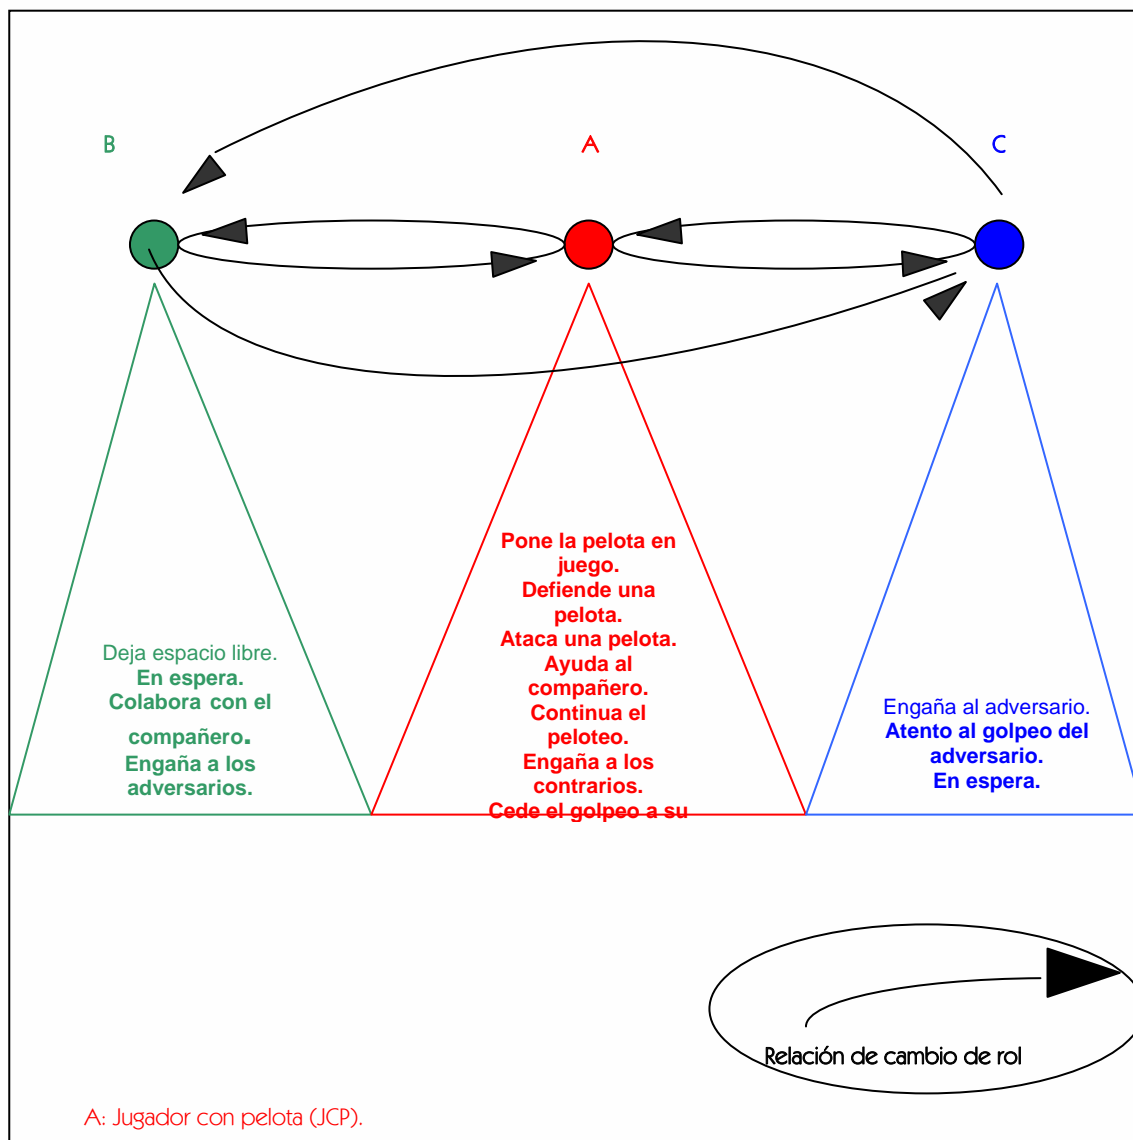 B
A
C
Deja espacio libre.
En espera.
Colabora con el
compañero.
Engaña a los
adversarios.
Pone la pelota en
juego.
Defiende una
pelota.
Ataca una pelota.
Ayuda al
compañero.
Continua el
peloteo.
Engaña a los
contrarios.
Cede el golpeo a su
Engaña al adversario.
Atento al golpeo del
adversario.
En espera.
Relación de cambio de rol
A: Jugador con pelota (JCP).